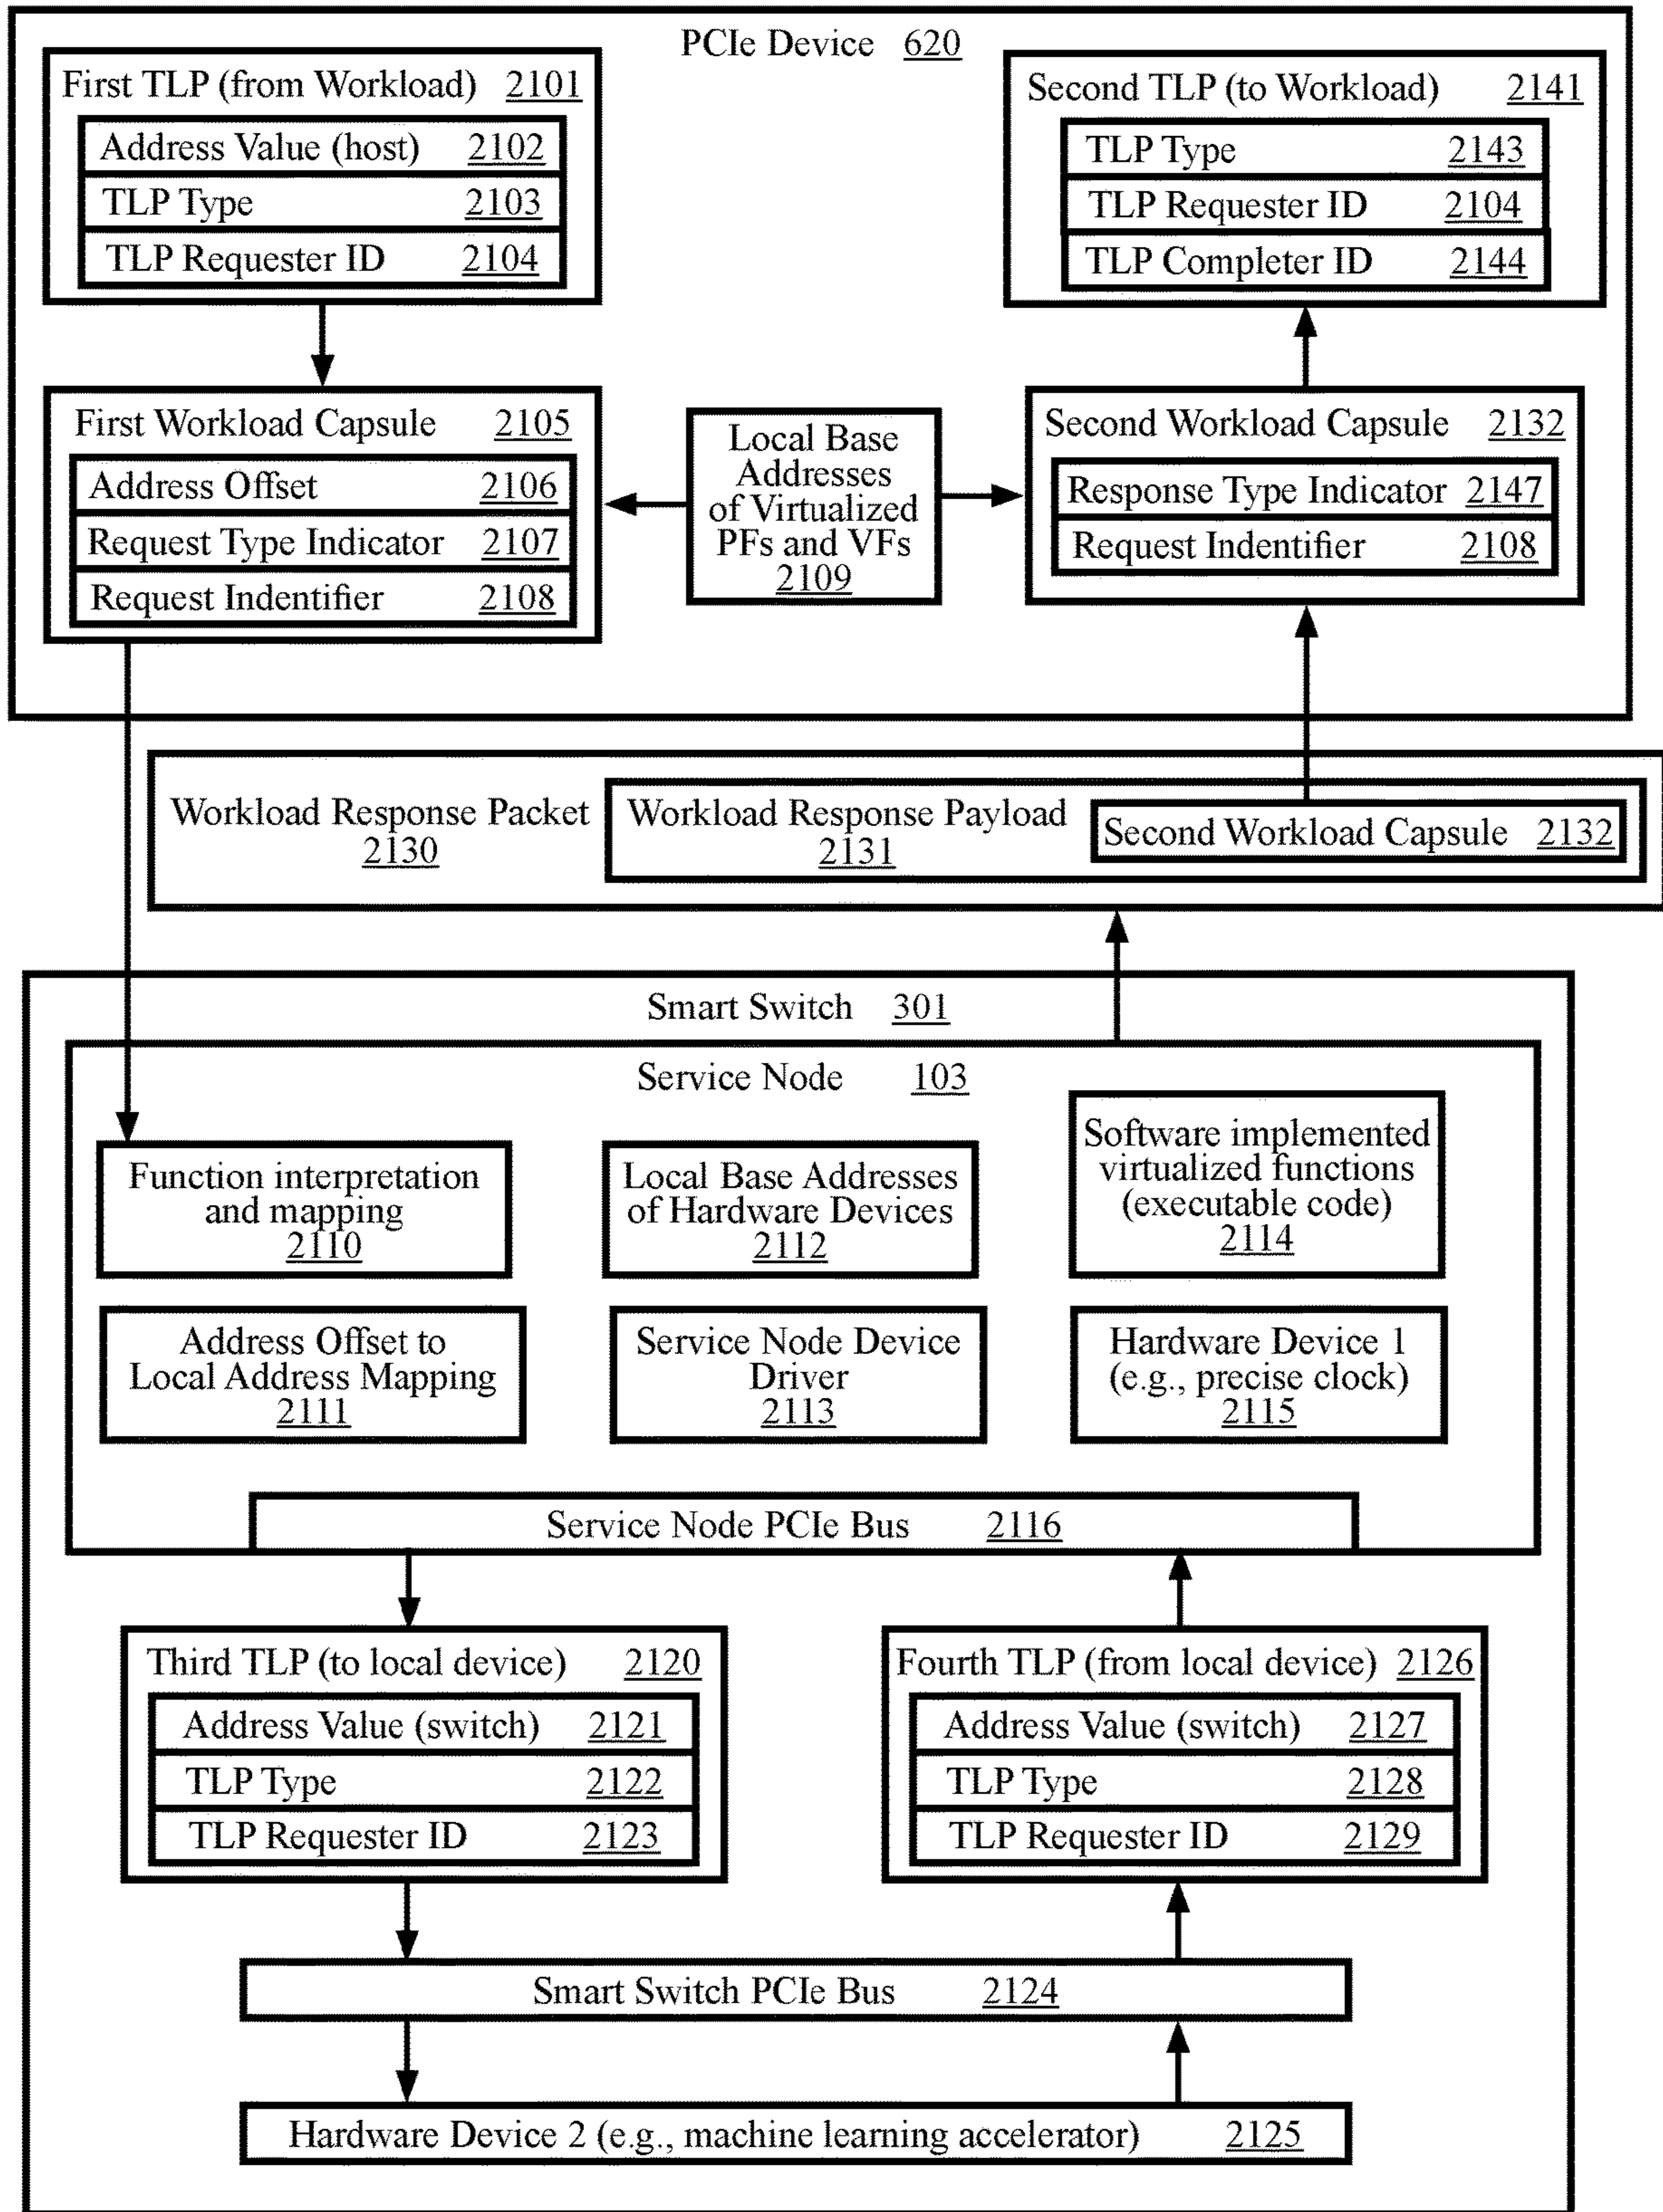 PCIe Device 620
First TLP (from Workload) 2101
Address Value (host) 2102
TLP Type 2103
TLP Requester ID 2104
Second TLP (to Workload) 2141
TLP Type 2143
TLP Requester ID 2104
TLP Completer ID 2144
First Workload Capsule 2105
Address Offset 2106
Request Type Indicator 2107
Request Indentifier 2108
Local Base
Addresses
of Virtualized
PFs and VFs
2109
Second Workload Capsule 2132
Response Type Indicator 2147
Request Indentifier 2108
Workload Response Packet
2130
Workload Response Payload
2131
Second Workload Capsule 2132
Smart Switch 301
Service Node 103
Function interpretation
and mapping
2110
Local Base Addresses
of Hardware Devices
2112
Software implemented
virtualized functions
(executable code)
2114
Address Offset to
Local Address Mapping
2111
Service Node Device
Driver
2113
Hardware Device 1
(e.g., precise clock)
2115
Service Node PCIe Bus 2116
Third TLP (to local device) 2120
Address Value (switch) 2121
TLP Type 2122
TLP Requester ID 2123
Fourth TLP (from local device) 2126
Address Value (switch) 2127
TLP Type 2128
TLP Requester ID 2129
Smart Switch PCIe Bus 2124
Hardware Device 2 (e.g., machine learning accelerator) 2125